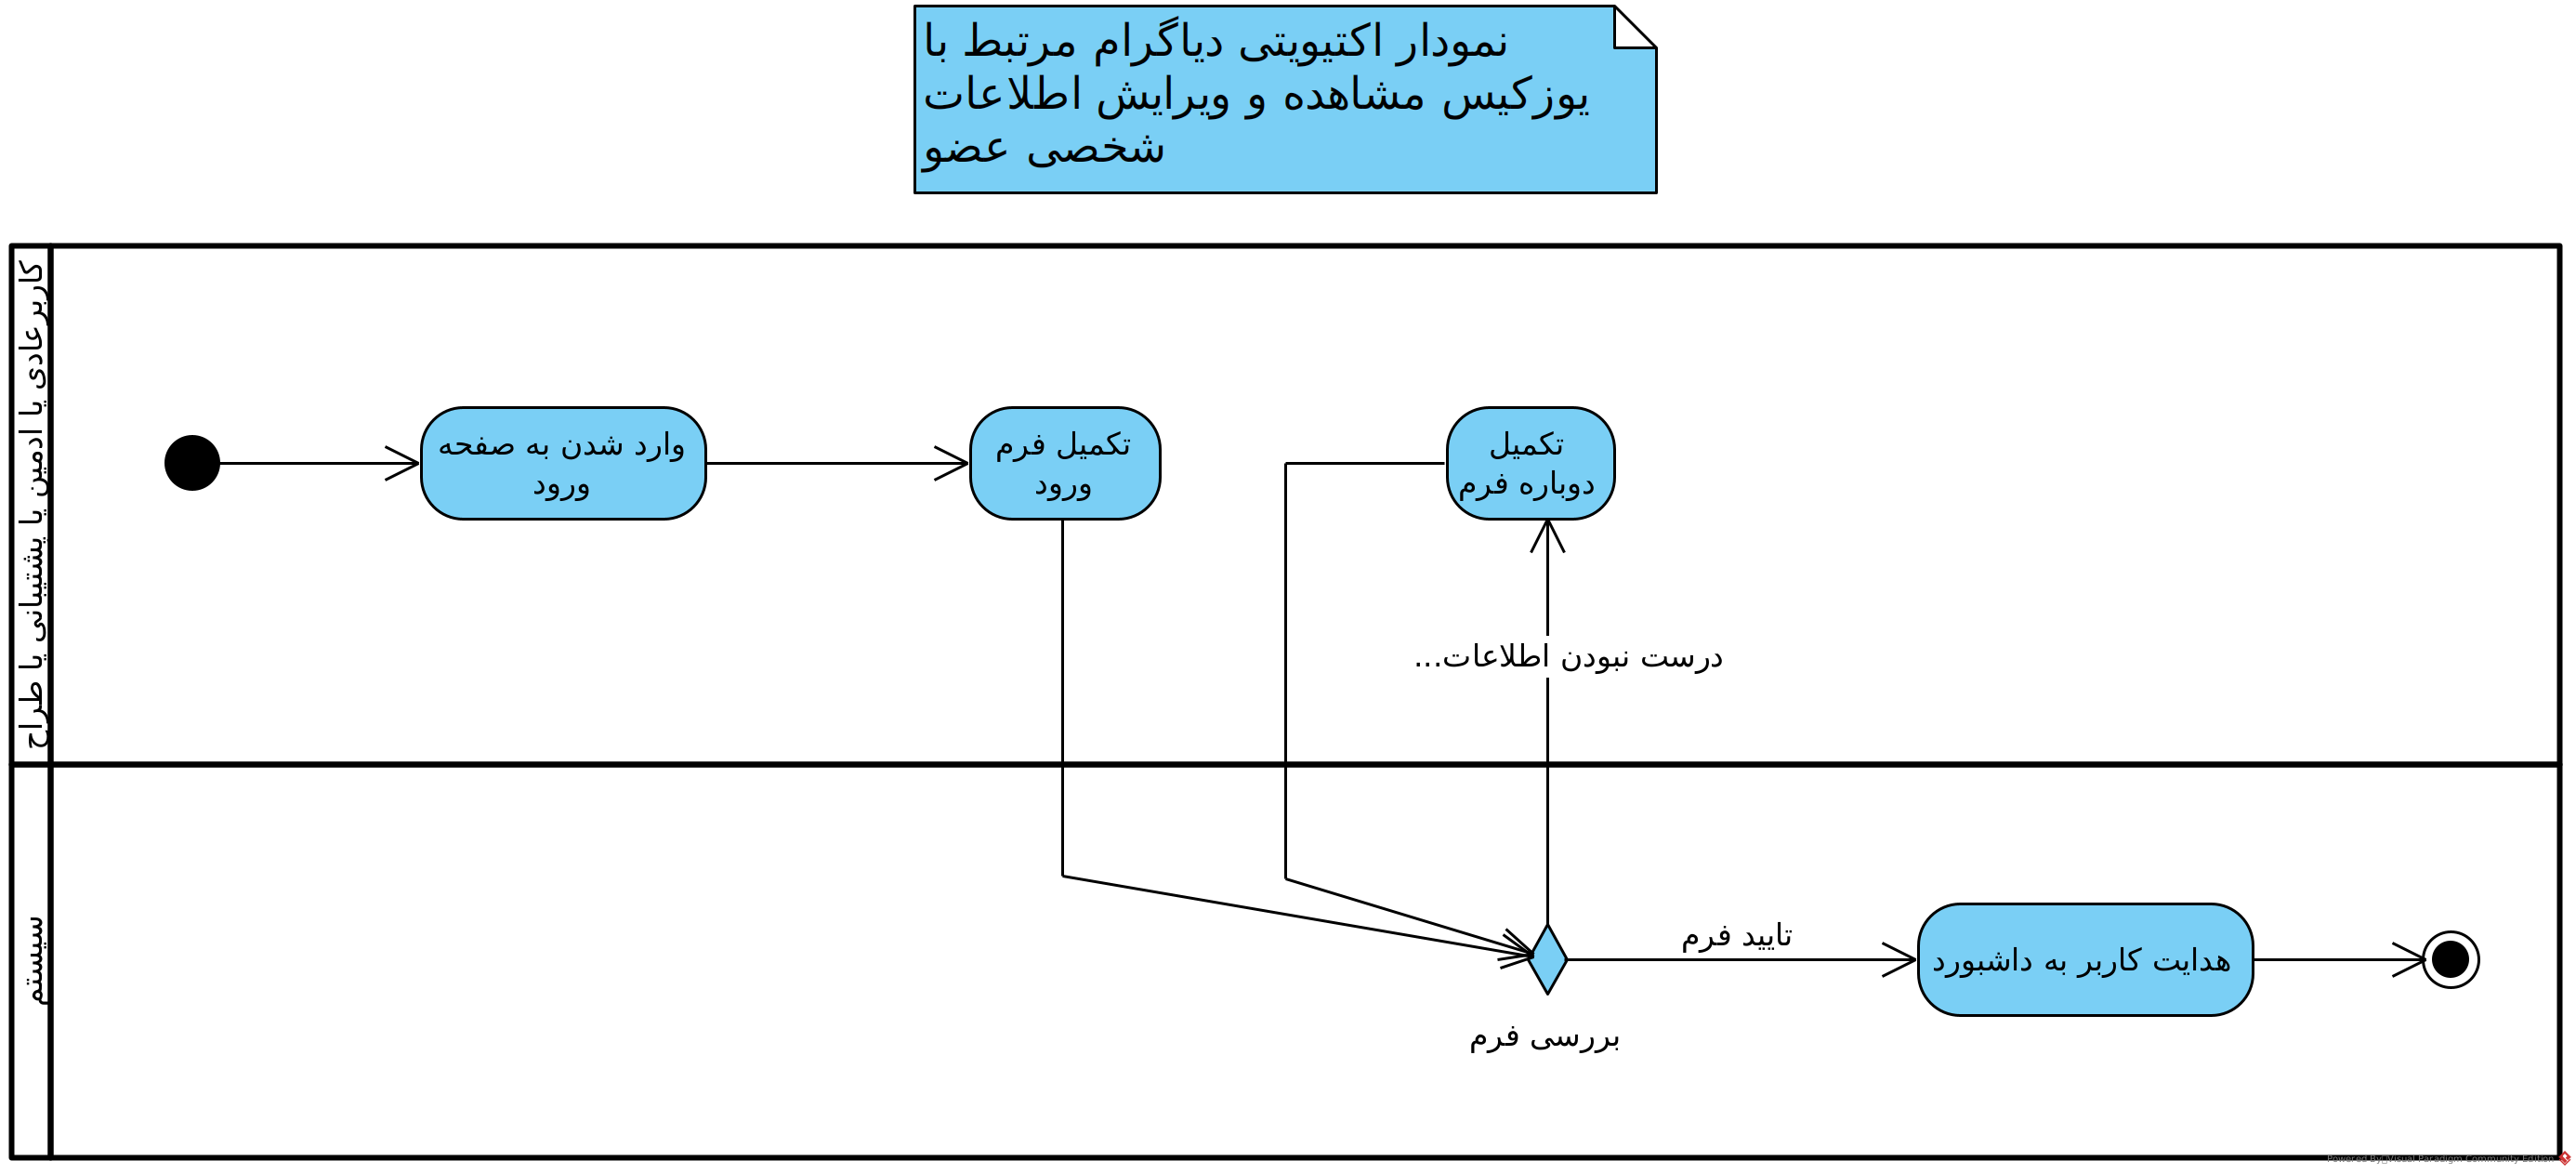 نمودار اکتیویتی دیاگرام مرتبط با
یوزکیس مشاهده و ویرایش اطلاعات
شخصی عضو
کاربر عادی یا ادمین یا پشتیبانی یا طراح
وارد شدن به صفحه
ورود
تکمیل فرم
ورود
تکمیل
دوباره فرم
درست نبودن اطلاعات...
سیستم
تایید فرم
هدایت کاربر به داشبورد
بررسی فرم
Powered By Visual Paradigm Community Edition